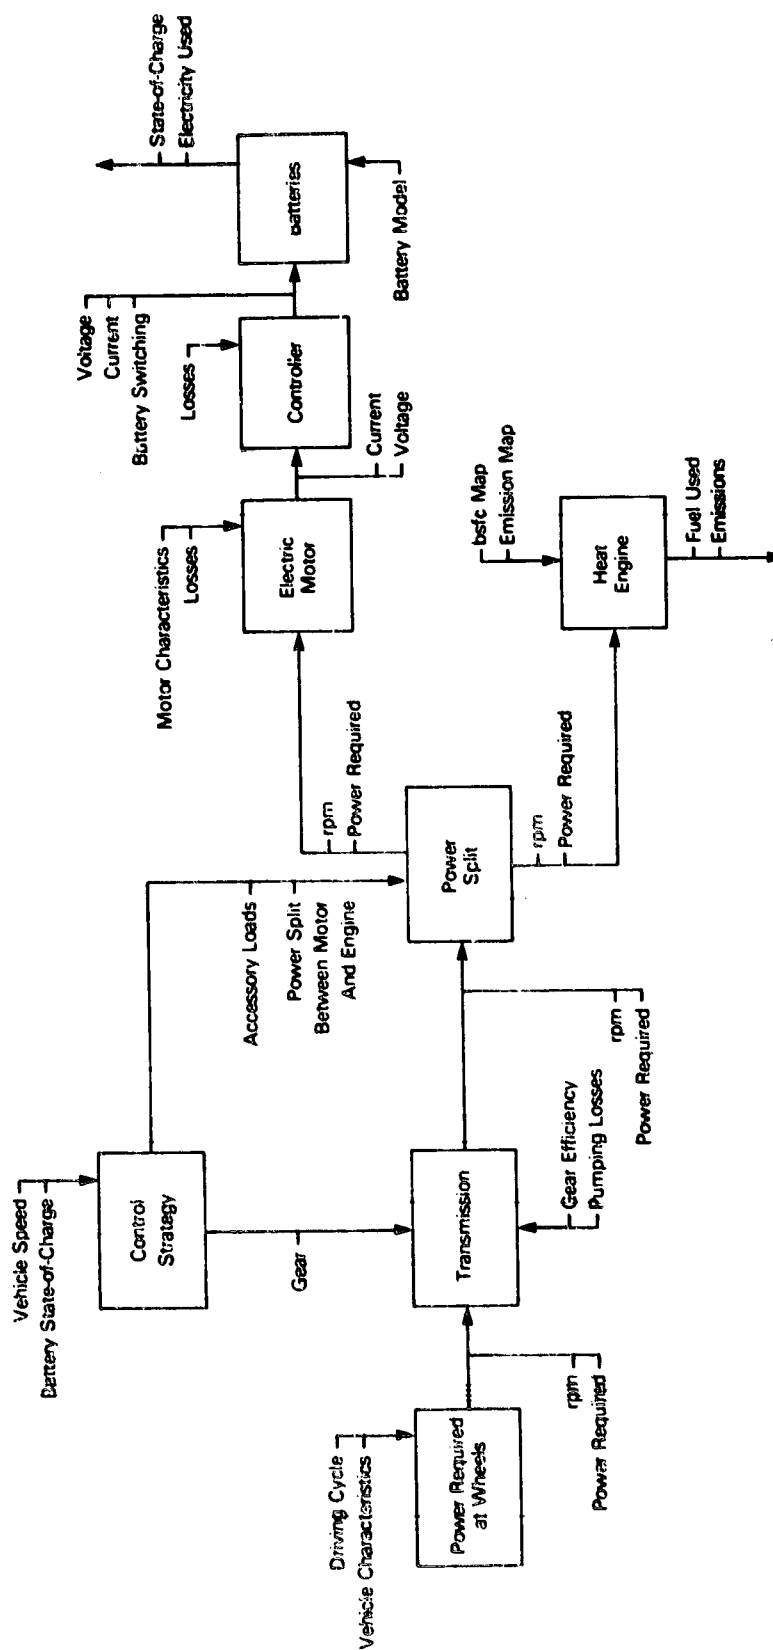 Vehicle Speed
Battery State-of-Charge
Control
Strategy
Gear
Accessory Loads
Power Split
Between Motor
And Engine
Driving Cycle
Vehicle Characteristics
Power Required
at Wheels
rpm
Power Required
Transmission
Gear Efficiency
Pumping Losses
rpm
Power Required
Power
Split
rpm
Power Required
rpm
Power Required
Motor Characteristics
Losses
Electric
Motor
Current
Voltage
Losses
Controller
Voltage
Current
Battery Switching
Batteries
Battery Model
State-of-Charge
Electricity Used
bsfc Map
Emission Map
Heat
Engine
Fuel Used
Emissions